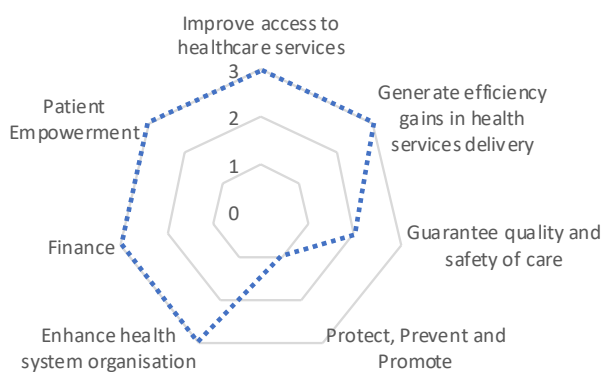 Improve access to
healthcare services
3
2
1
0
Generate efficiency
gains in health
services delivery
Guarantee quality and
safety of care
Protect, Prevent and
Promote
Enhance health
system organisation
Finance
Patient
Empowerment